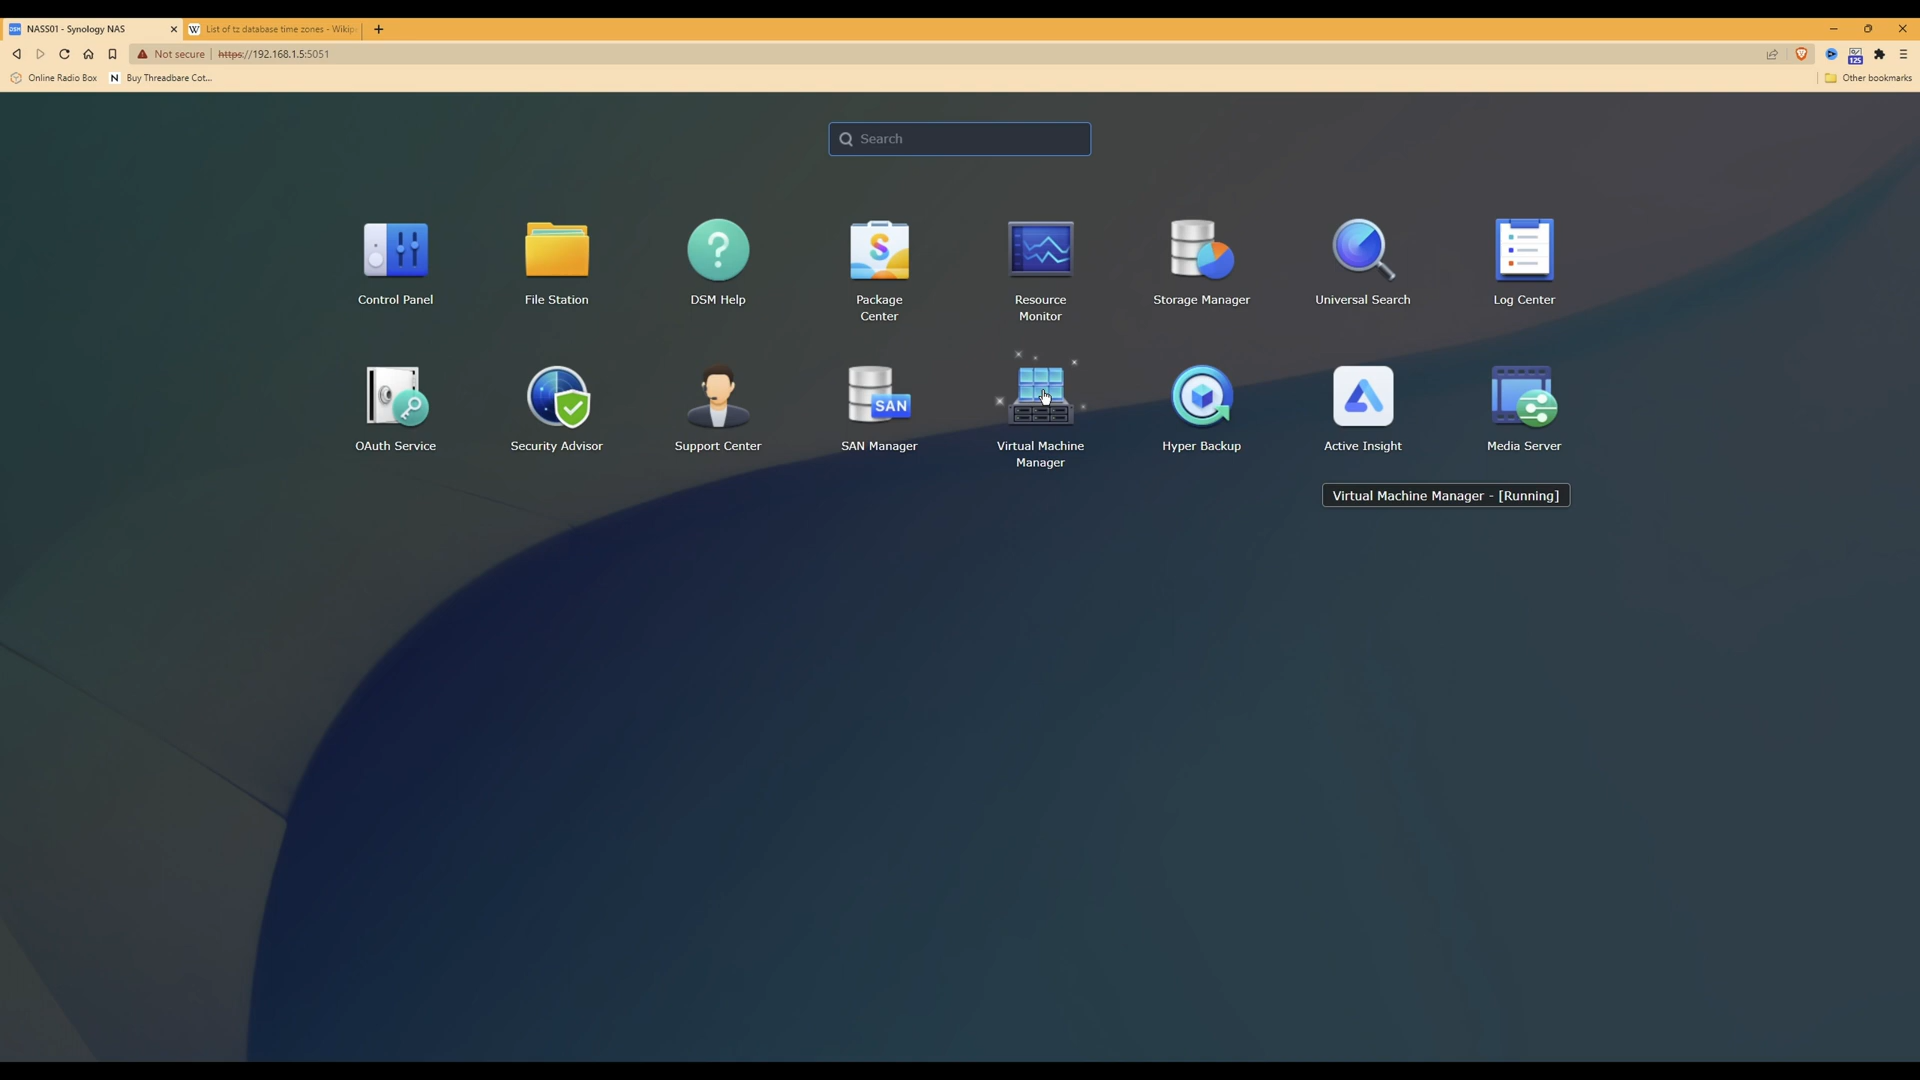 DSM NASS01 - Synology NAS
W List of tz database time zones - Wikip
Not secure https://192.168.1.5:5051
125
Online Radio Box
N Buy Threadbare Cot...
Other bookmarks
Search
Control Panel
File Station
DSM Help
S
Package
Center
Resource
Monitor
Storage Manager
Universal Search
Log Center
OAuth Service
Security Advisor
Support Center
SAN
SAN Manager
Virtual Machine
Manager
Hyper Backup
Active Insight
Media Server
Virtual Machine Manager - [Running]